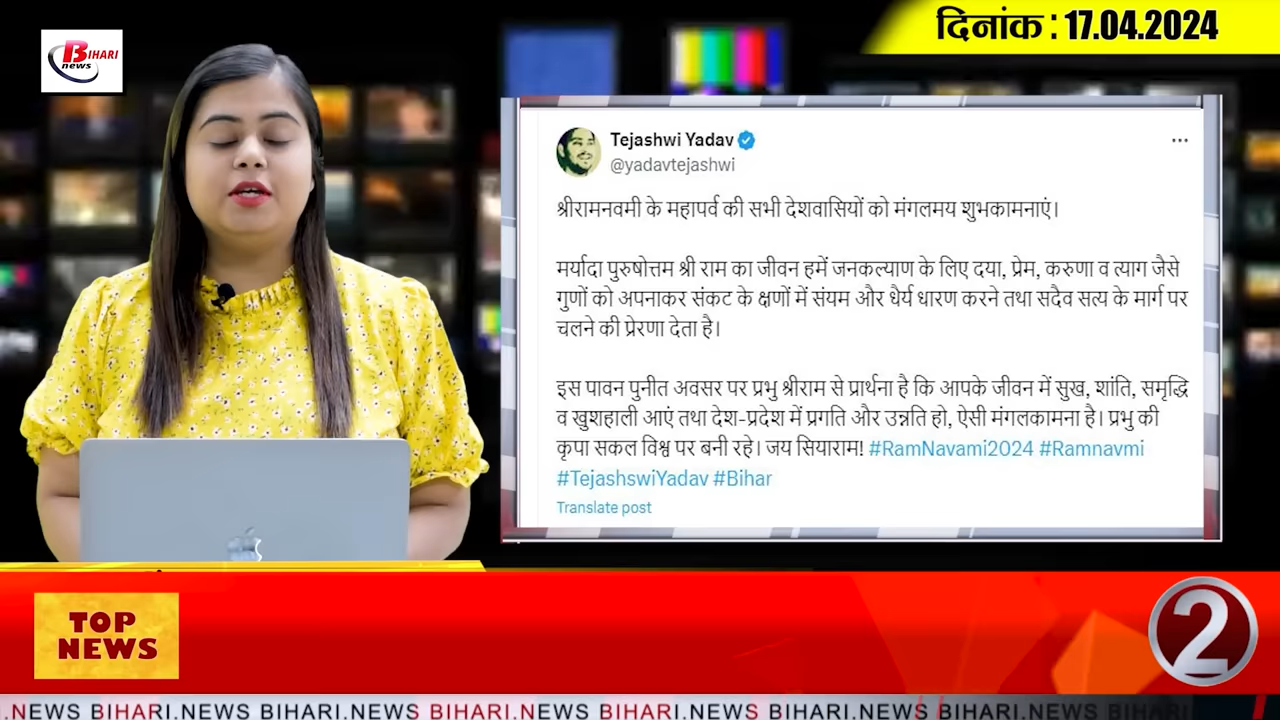 BIHARI
news
दिनांक : 17.04.2024
Tejashwi Yadav
@yadavtejashwi
श्रीरामनवमी के महापर्व की सभी देशवासियों को मंगलमय शुभकामनाएं।
मर्यादा पुरुषोत्तम श्री राम का जीवन हमें जनकल्याण के लिए दया, प्रेम, करुणा व त्याग जैसे
गुणों को अपनाकर संकट के क्षणों में संयम और धैर्य धारण करने तथा सदैव सत्य के मार्ग पर
चलने की प्रेरणा देता है।
इस पावन पुनीत अवसर पर प्रभु श्रीराम से प्रार्थना है कि आपके जीवन में सुख, शांति, समृद्धि
व खुशहाली आएं तथा देश-प्रदेश में प्रगति और उन्नति हो, ऐसी मंगलकामना है। प्रभु की
कृपा सकल विश्व पर बनी रहे। जय सियाराम! #RamNavami2024 #Ramnavmi
#TejashswiYadav #Bihar
Translate post
TOP
NEWS
2
.NEWS BIHARI.NEWS BIHARI.NEWS BIHARI.NEWS BIHARI.NEWS BIHARI.NEWS BIHARI.NEWS BIHARI.NEWS